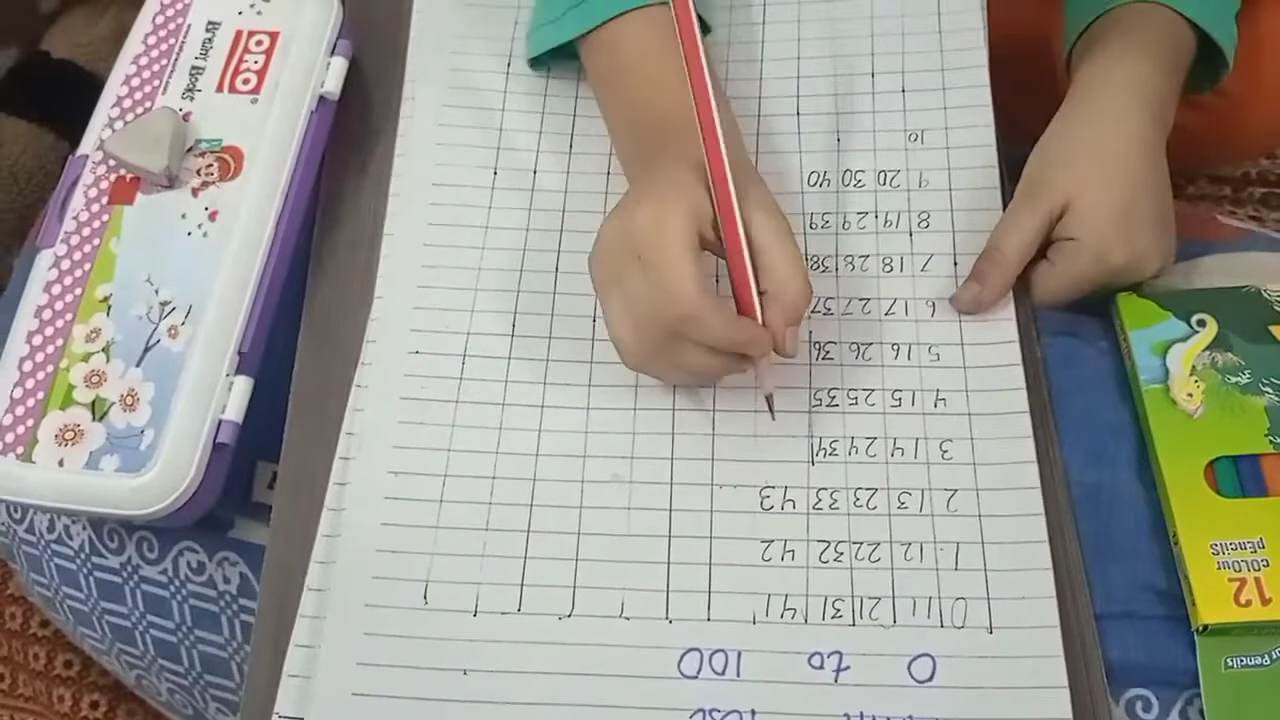 0 to 100
0 11 21 31 41
1 12 22 32 42
2 13 23 33 43
3 14 24 34
4 15 25 35
5 16 26 36
6 17 27 37
7 18 28 38
8 19 29 39
9 20 30 40
10
ORO
12
COLOUR
PENCILS
Pencils